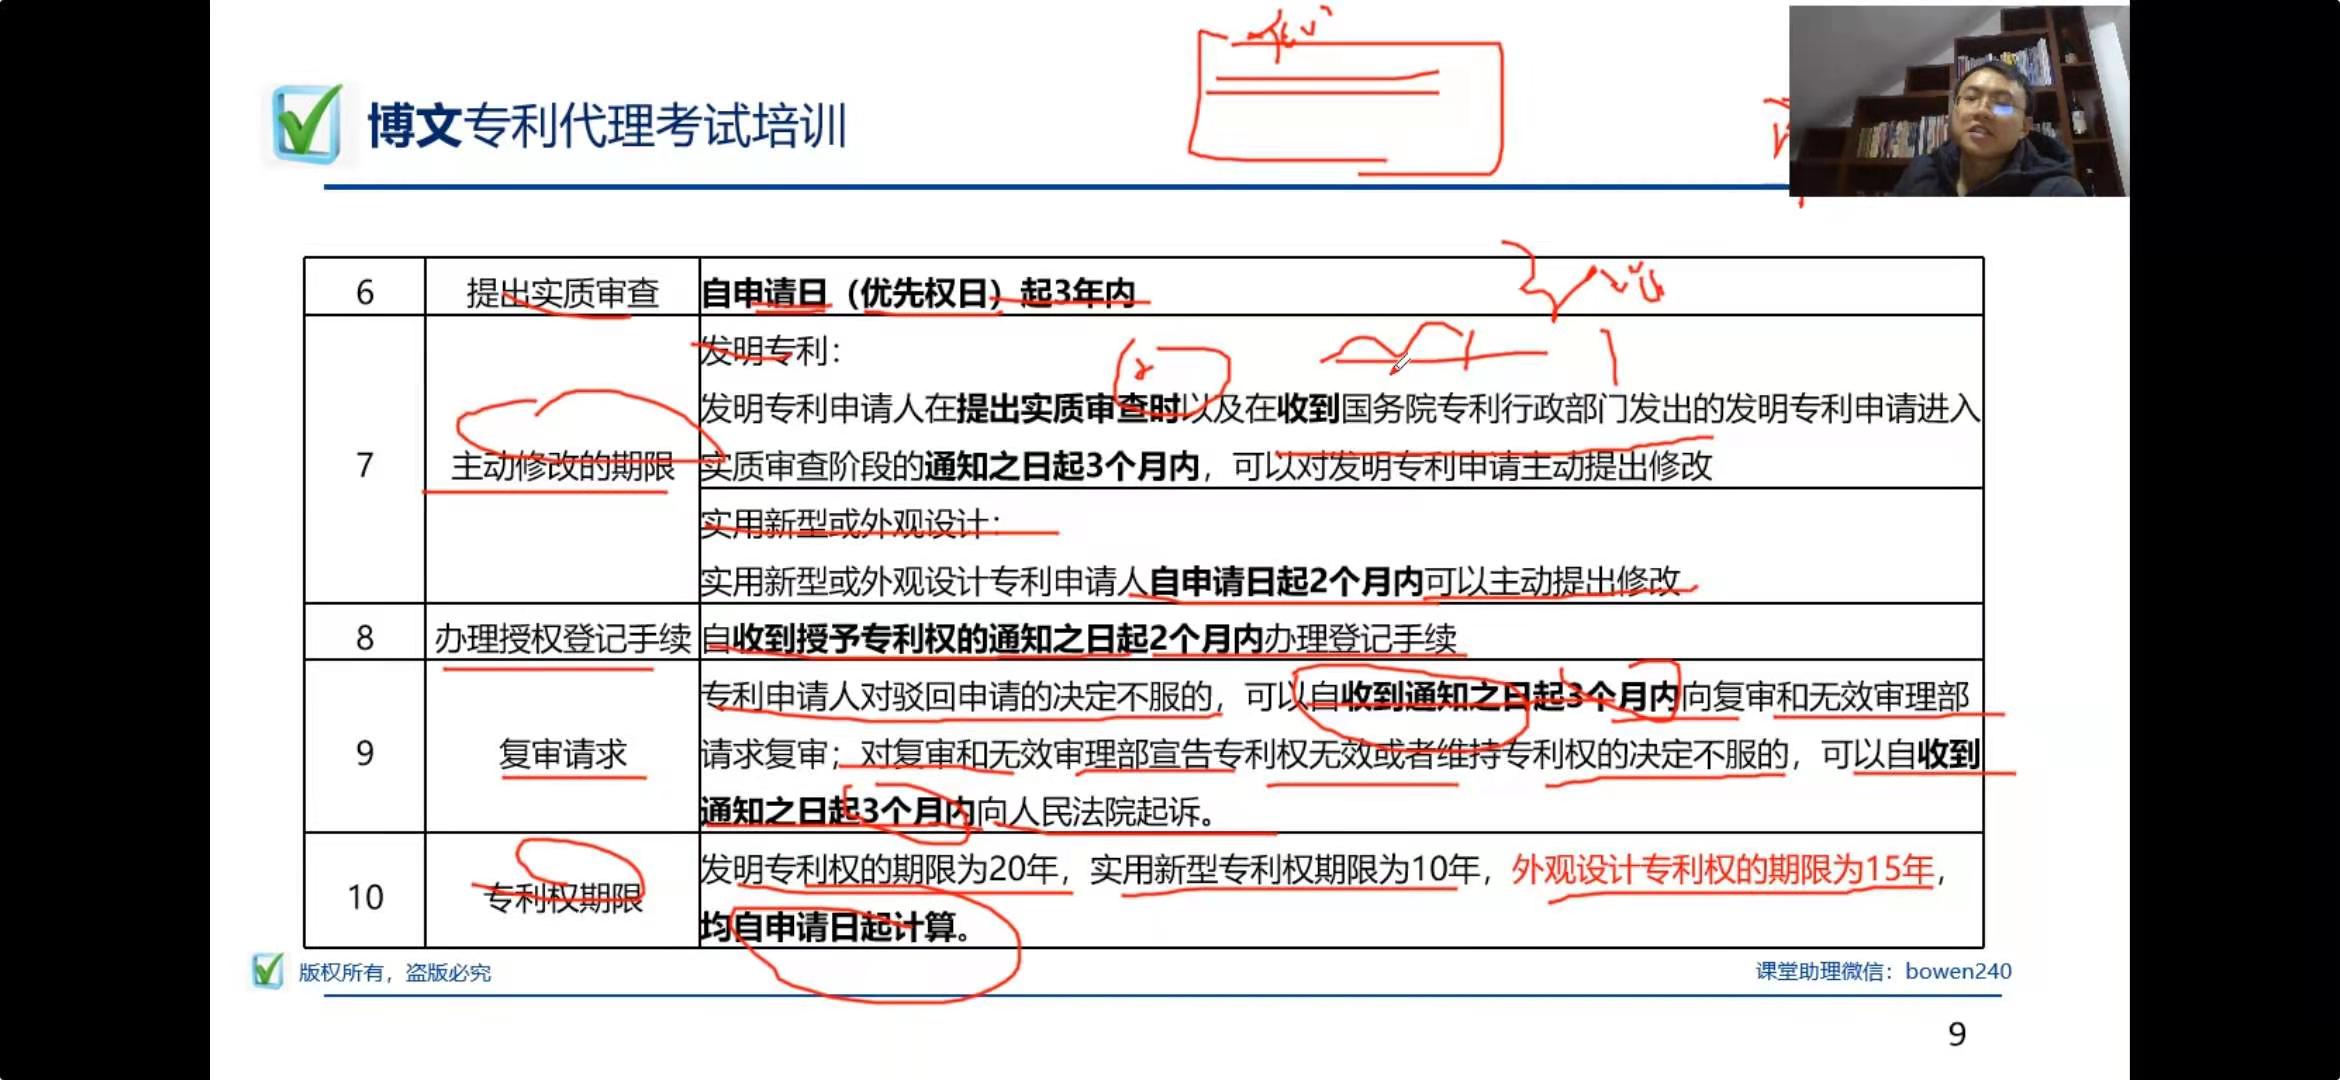 博文专利代理考试培训
6
提出实质审查
自申请日（优先权日）起3年内
7
主动修改的期限
发明专利：
发明专利申请人在提出实质审查时以及在收到国务院专利行政部门发出的发明专利申请进入
实质审查阶段的通知之日起3个月内，可以对发明专利申请主动提出修改
实用新型或外观设计：
实用新型或外观设计专利申请人自申请日起2个月内可以主动提出修改
8
办理授权登记手续
自收到授予专利权的通知之日起2个月内办理登记手续
9
复审请求
专利申请人对驳回申请的决定不服的，可以自收到通知之日起3个月内向复审和无效审理部
请求复审；对复审和无效审理部宣告专利权无效或者维持专利权的决定不服的，可以自收到
通知之日起3个月内向人民法院起诉。
10
专利权期限
发明专利权的期限为20年，实用新型专利权期限为10年，外观设计专利权的期限为15年，
均自申请日起计算。
版权所有，盗版必究
课堂助理微信：bowen240
9